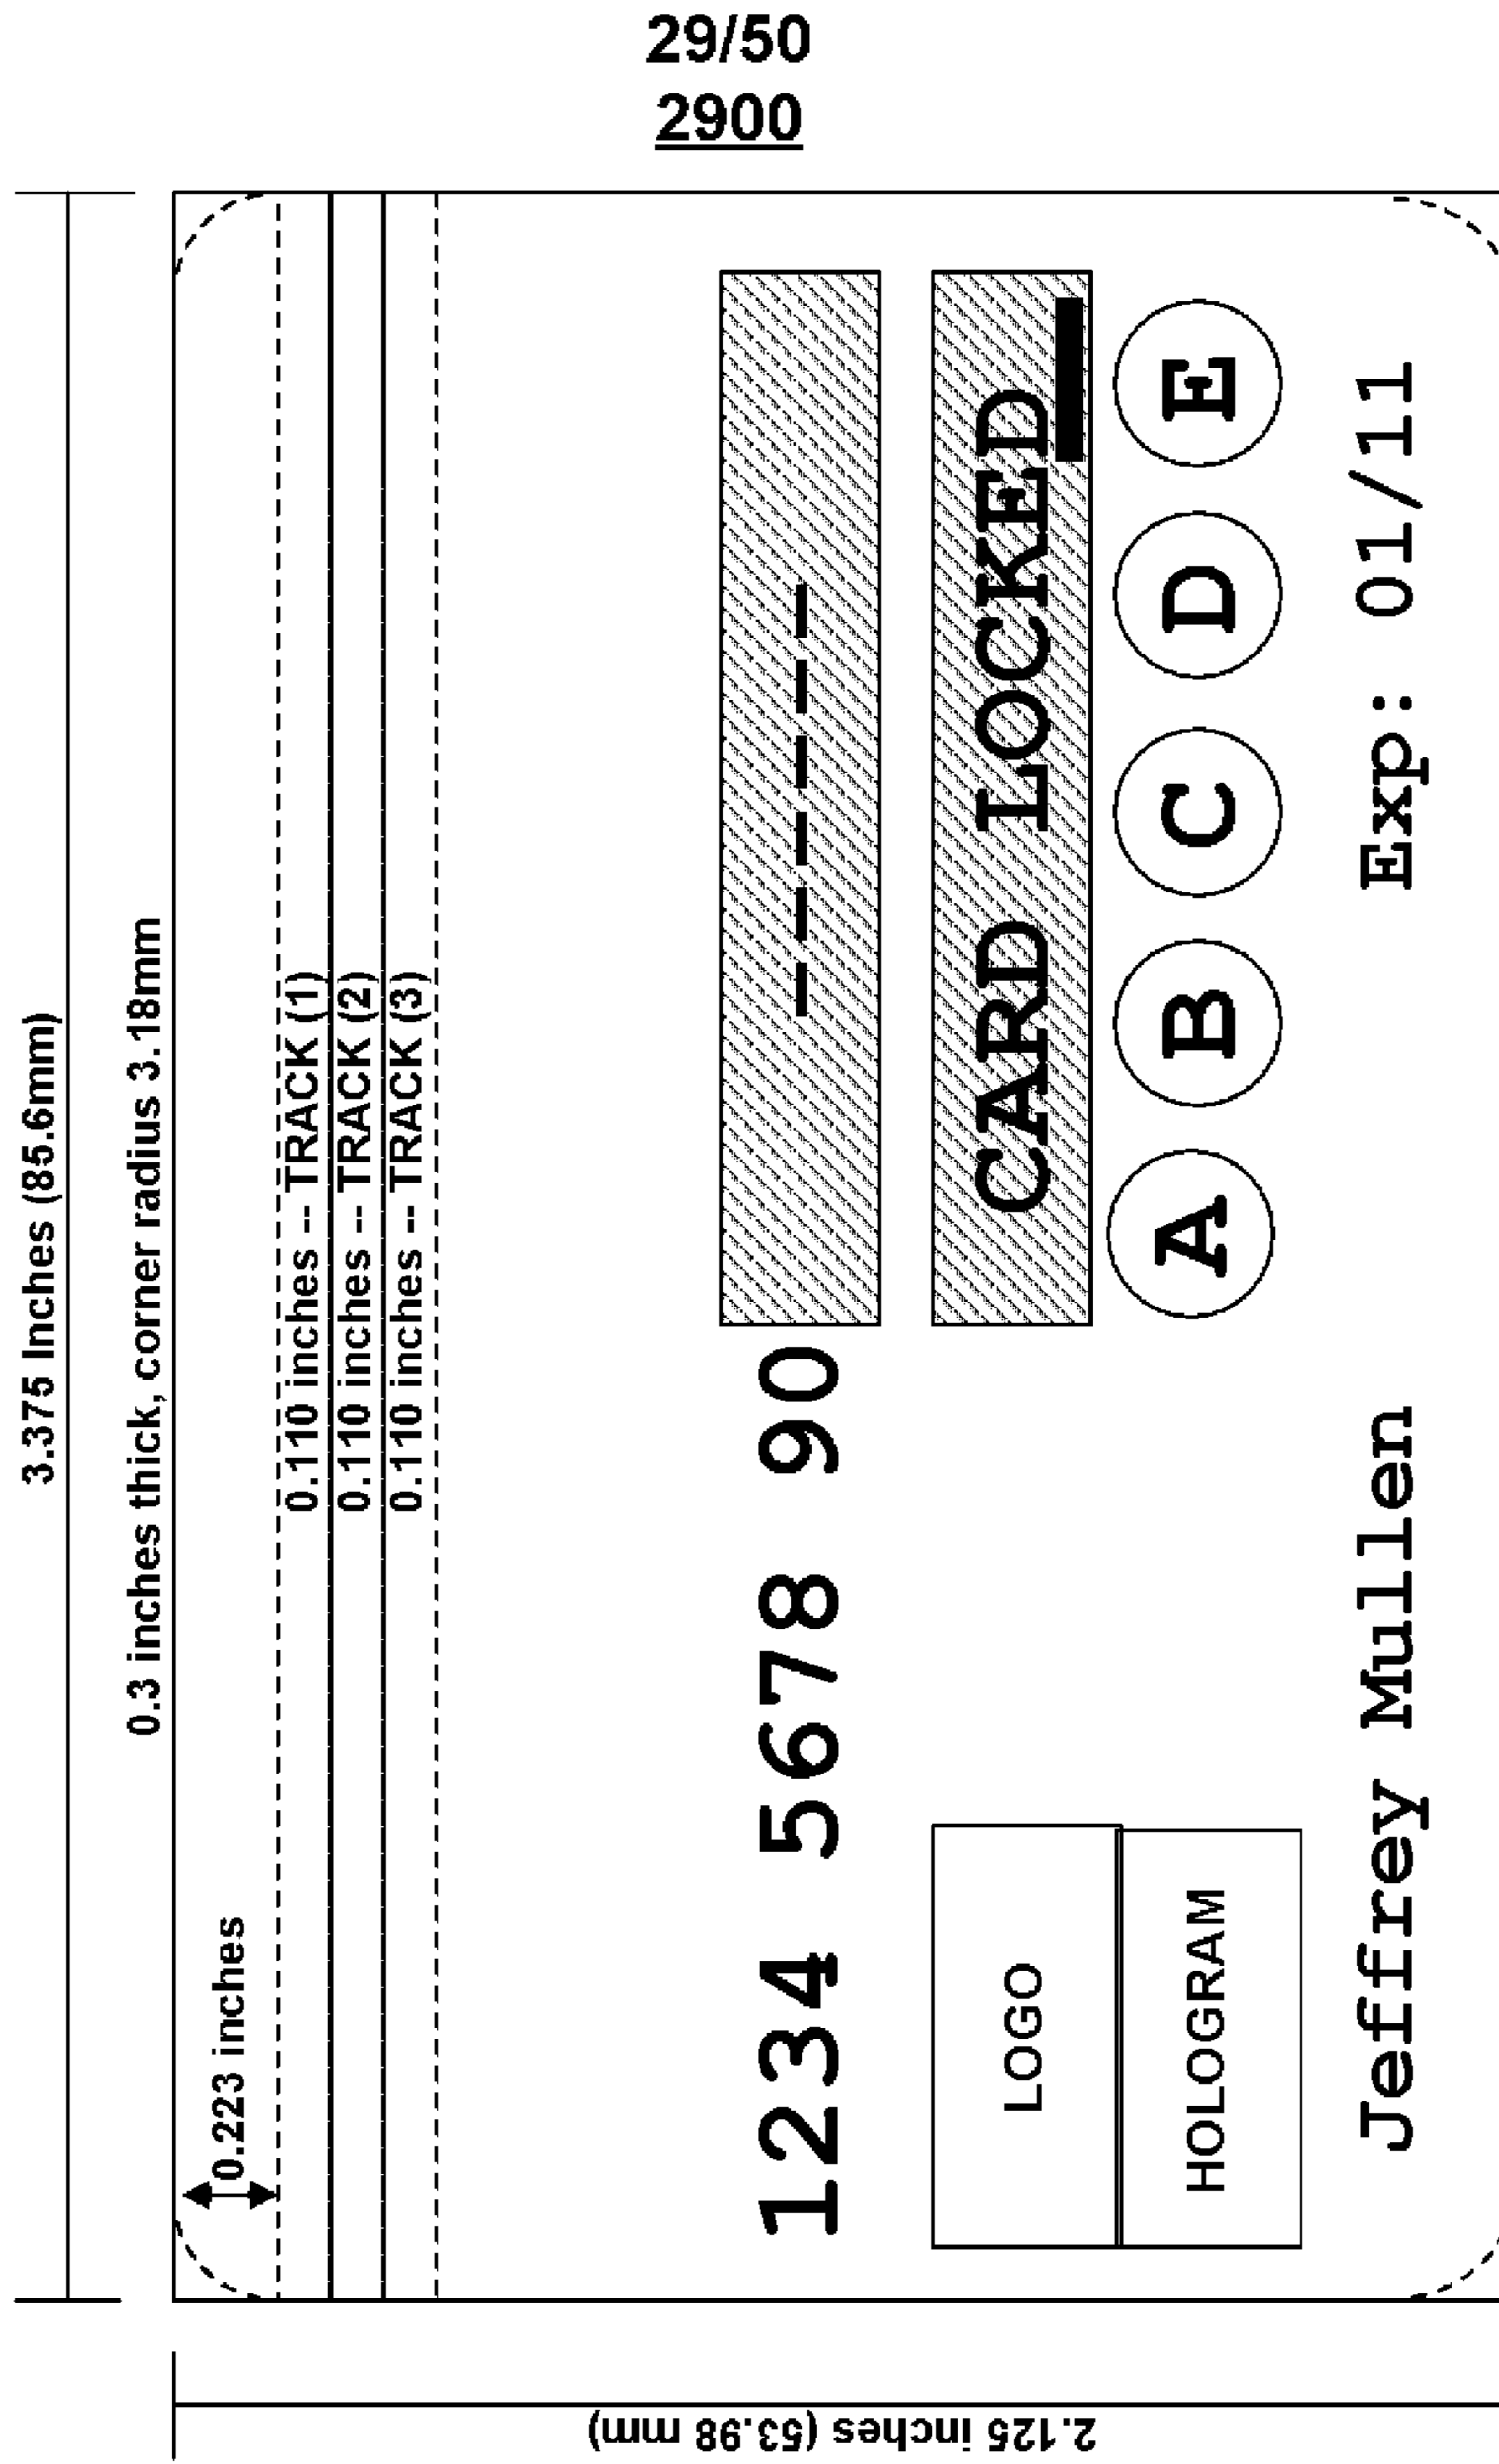 29/50
2900
3.375 Inches (85.6mm)
0.3 inches thick, corner radius 3.18mm
0.223 inches
0.110 inches -- TRACK (1)
0.110 inches -- TRACK (2)
0.110 inches -- TRACK (3)
1234 5678 90 ------
LOGO
CARD LOCKED
HOLOGRAM
A B C D E
Jeffrey Mullen
Exp: 01/11
2.125 inches (53.98 mm)